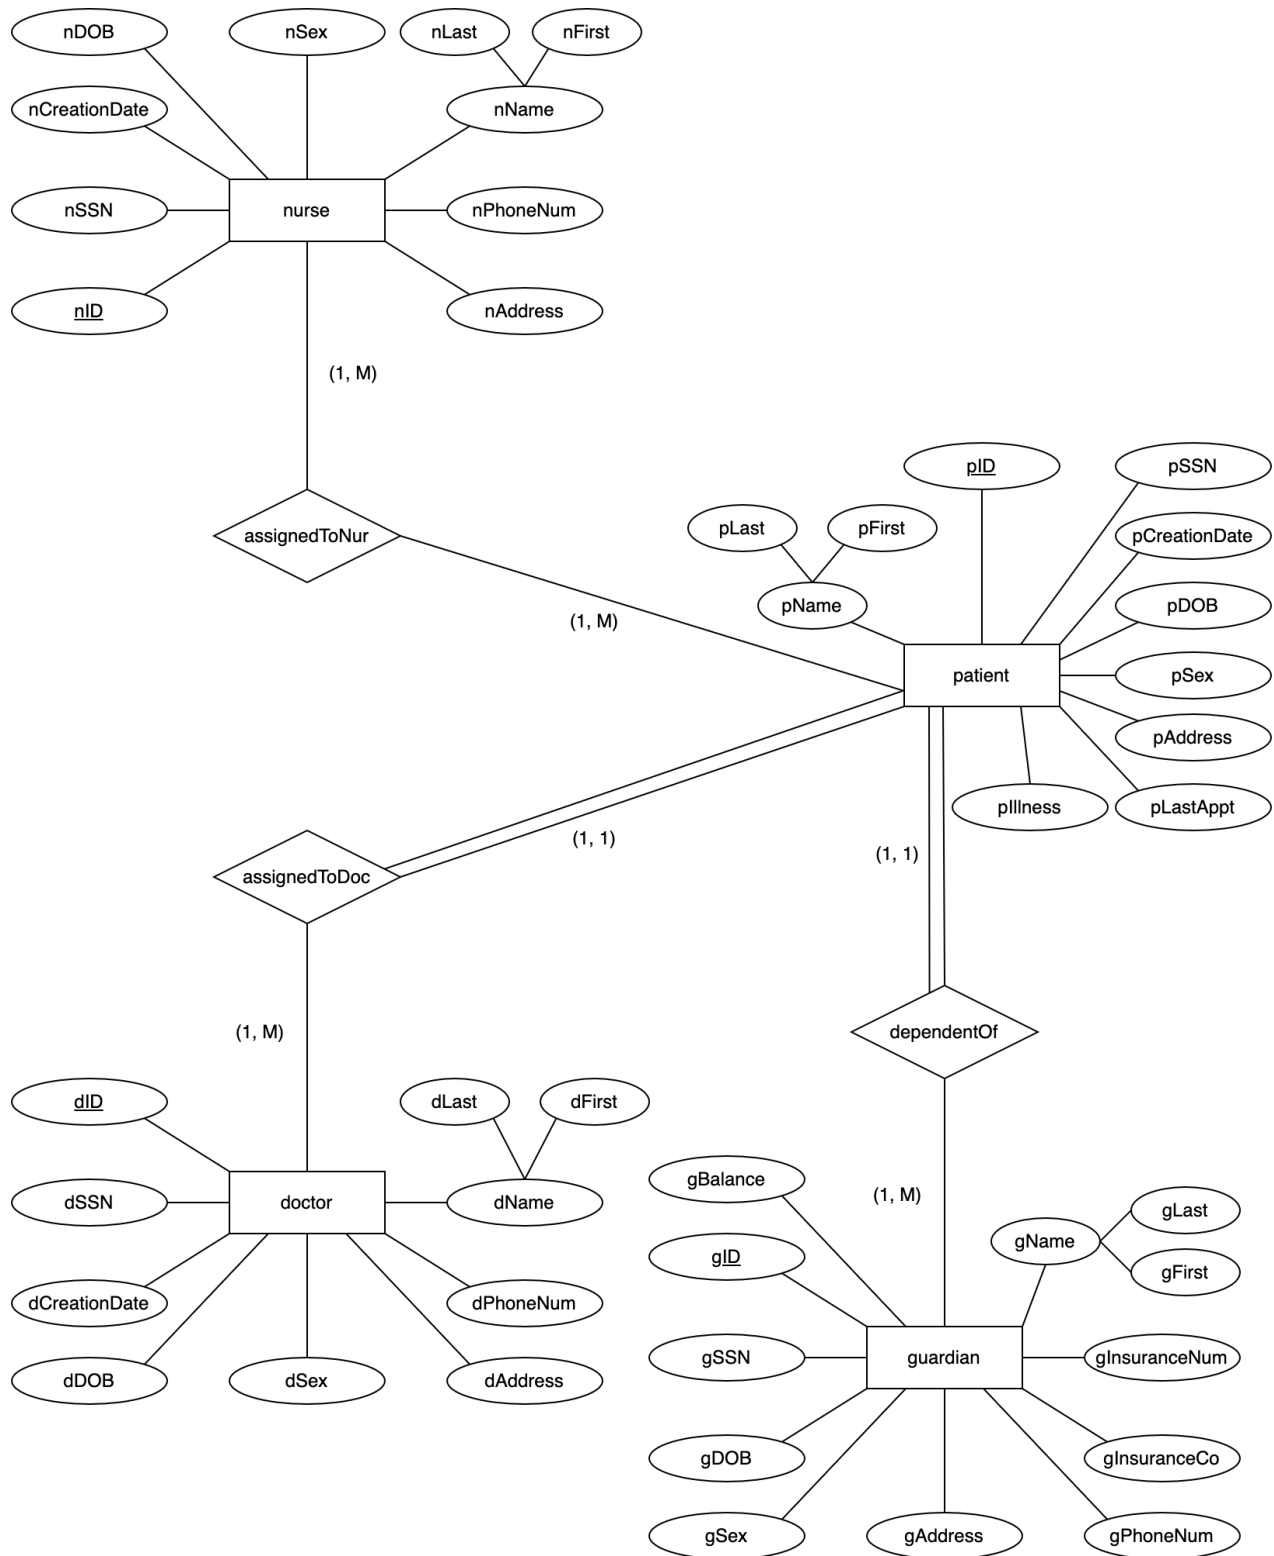 nDOB
nSex
nLast
nFirst
nCreationDate
nName
nSSN
nurse
nPhoneNum
nID
nAddress
(1, M)
assignedToNur
(1, M)
pID
pSSN
pLast
pFirst
pCreationDate
pName
pDOB
patient
pSex
pAddress
pIllness
pLastAppt
(1, 1)
(1, 1)
assignedToDoc
(1, M)
dependentOf
dID
dLast
dFirst
dSSN
doctor
dName
dCreationDate
dPhoneNum
dDOB
dSex
dAddress
gBalance
(1, M)
gLast
gName
gID
gFirst
gSSN
guardian
gInsuranceNum
gDOB
gInsuranceCo
gSex
gAddress
gPhoneNum